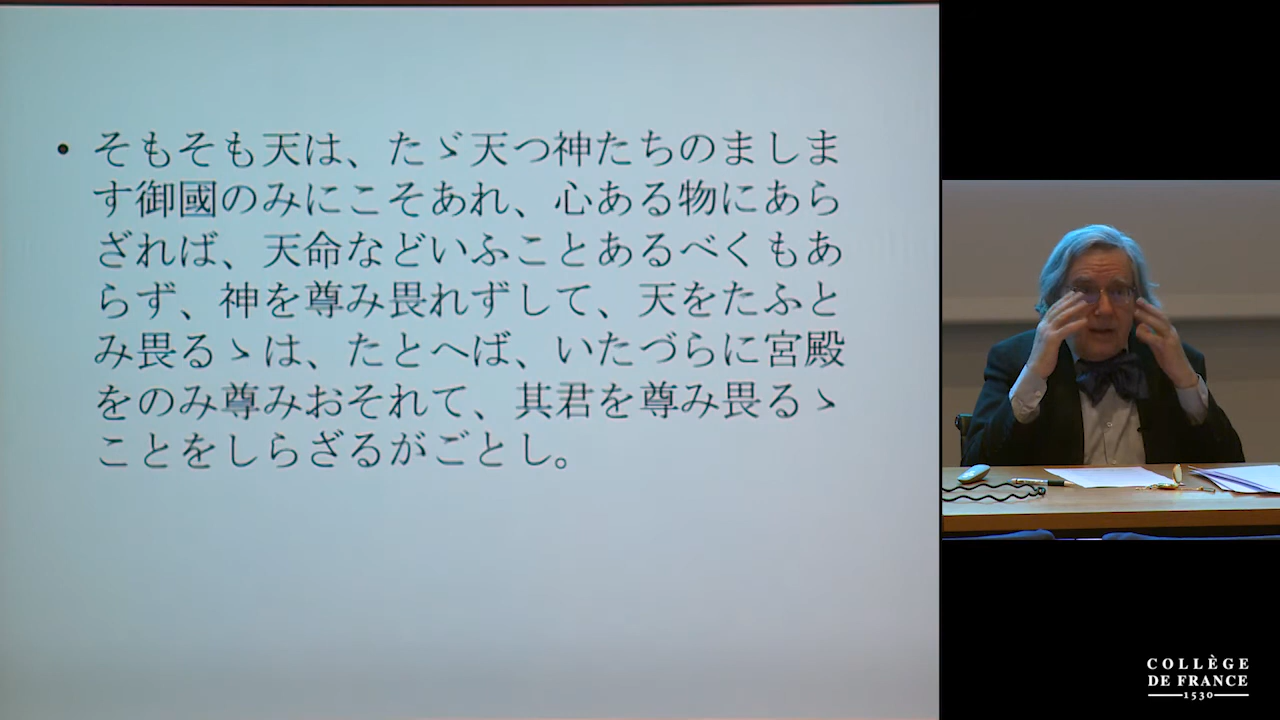 • そもそも天は、たゞ天つ神たちのましま
す御國のみにこそあれ、心ある物にあら
ざれば、天命などいふことあるべくもあ
らず、神を尊み畏れずして、天をたふと
み畏るゝは、たとへば、いたづらに宮殿
をのみ尊みおそれて、其君を尊み畏るゝ
ことをしらざるがごとし。
COLLÈGE
DE FRANCE
1530